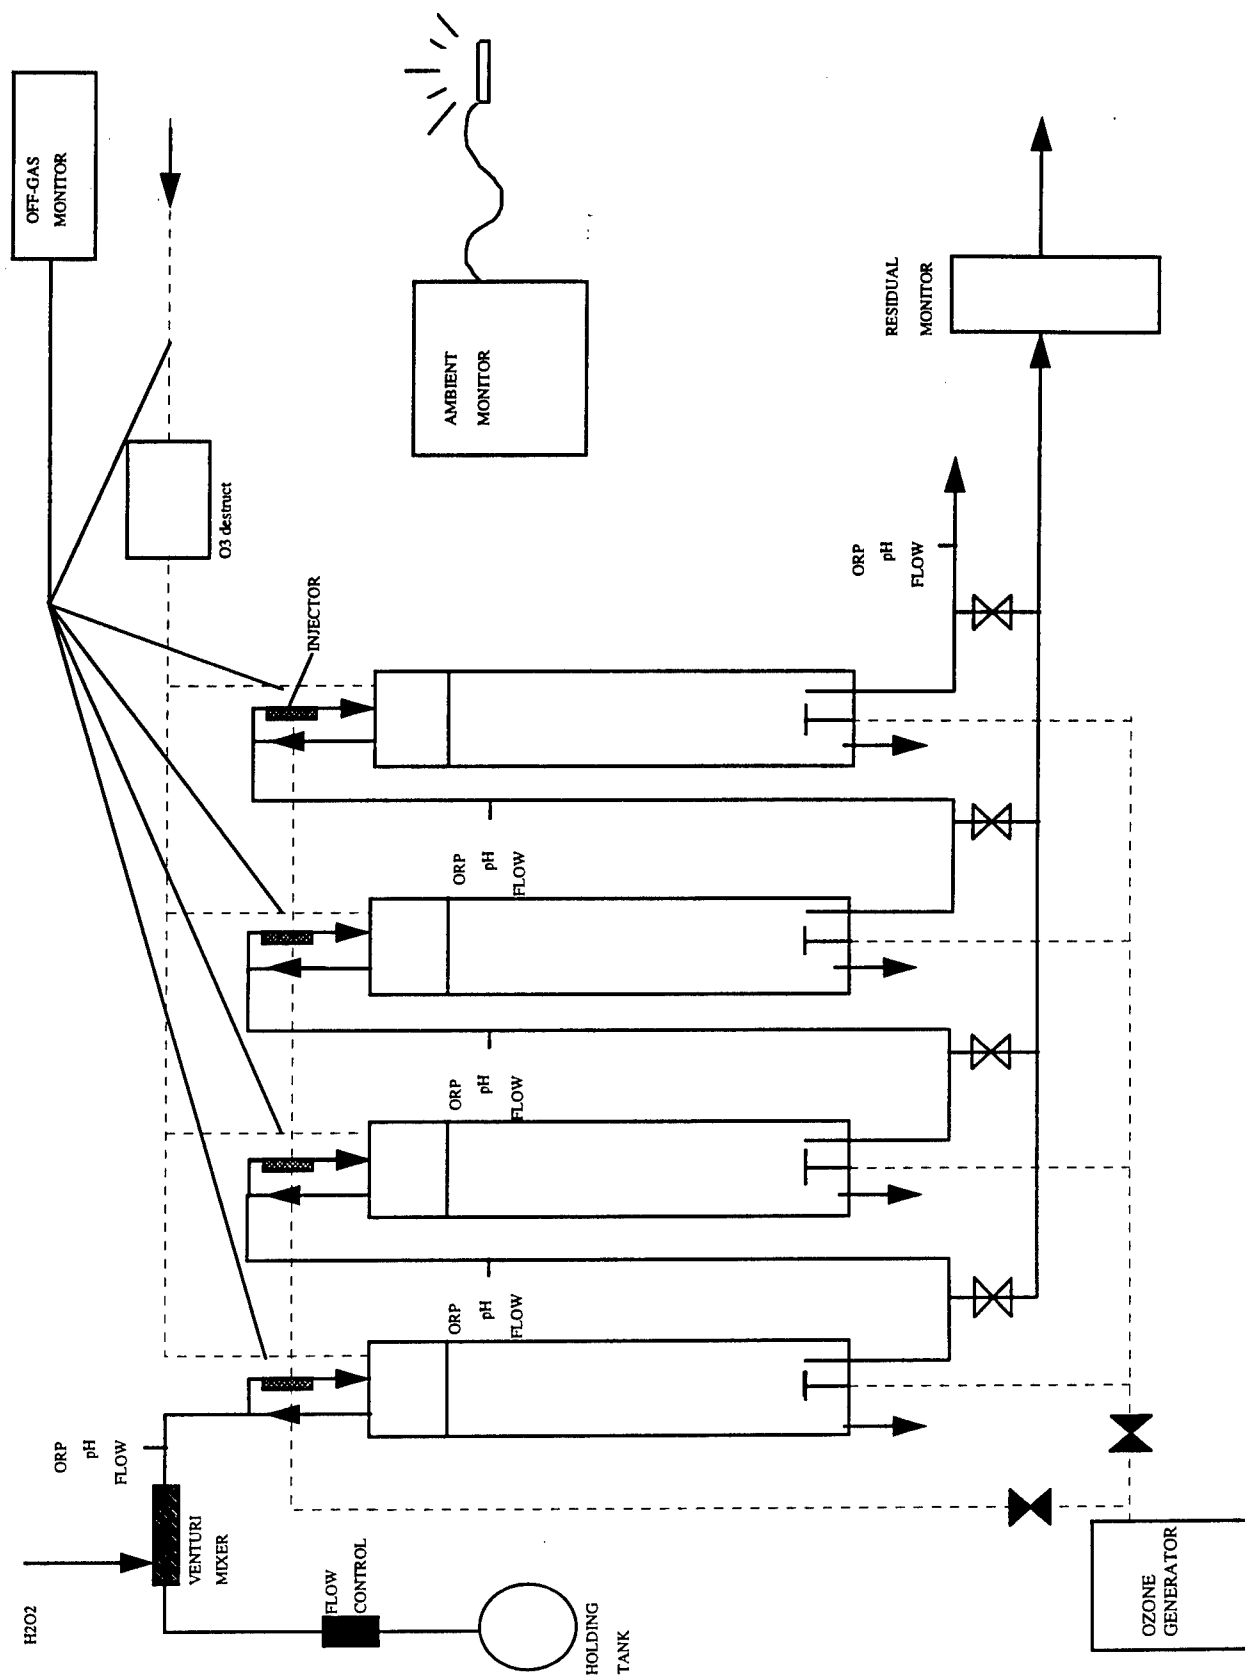 H2O2
VENTURI
MIXER
ORP
pH
FLOW
FLOW
CONTROL
HOLDING
TANK
OZONE
GENERATOR
ORP
pH
FLOW
ORP
pH
FLOW
ORP
pH
FLOW
INJECTOR
O3 destruct
OFF-GAS
MONITOR
AMBIENT
MONITOR
ORP
pH
FLOW
RESIDUAL
MONITOR